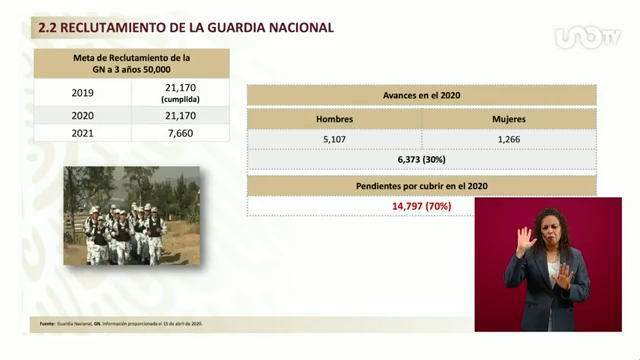 2.2 RECLUTAMIENTO DE LA GUARDIA NACIONAL
UNOTV
Meta de Reclutamiento de la
GN a 3 años 50,000
2019 21,170
(cumplida)
2020 21,170
2021 7,660
Avances en el 2020
Hombres Mujeres
5,107 1,266
6,373 (30%)
Pendientes por cubrir en el 2020
14,797 (70%)
Fuente: Guardia Nacional, GN. Información proporcionada el 15 de abril de 2020.